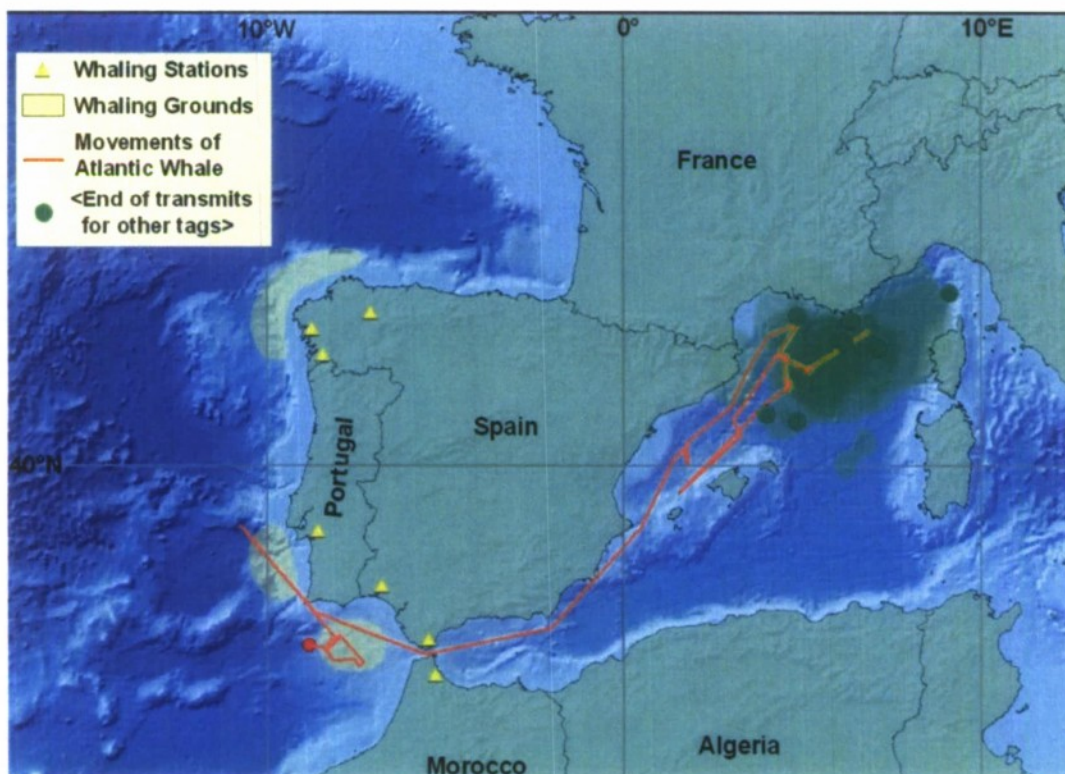 10°W
0°
10°E
Whaling Stations
Whaling Grounds
Movements of
Atlantic Whale
<End of transmits
for other tags>
France
40°N
Portugal
Spain
Morocco
Algeria